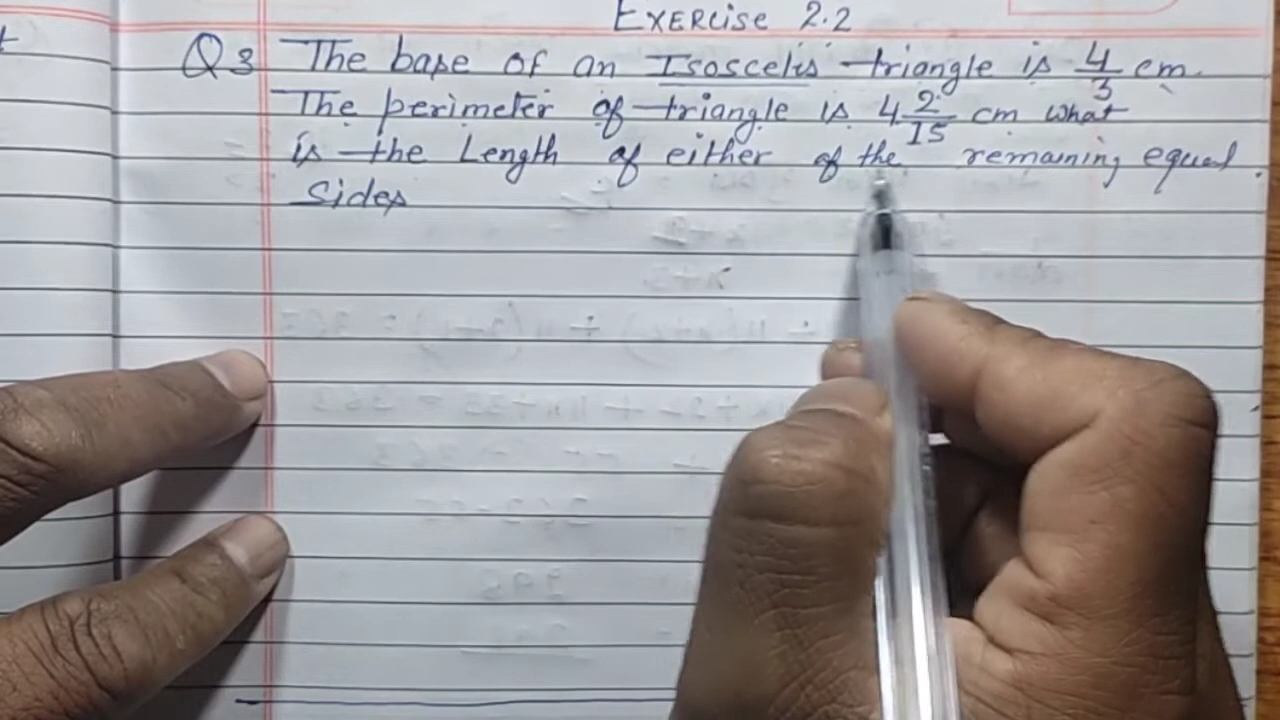 EXERCISE 2.2
Q3 The base of an Isosceles triangle is 4/3 cm.
The perimeter of triangle is 4 2/15 cm what
is the Length of either of the remaining equal
Sides